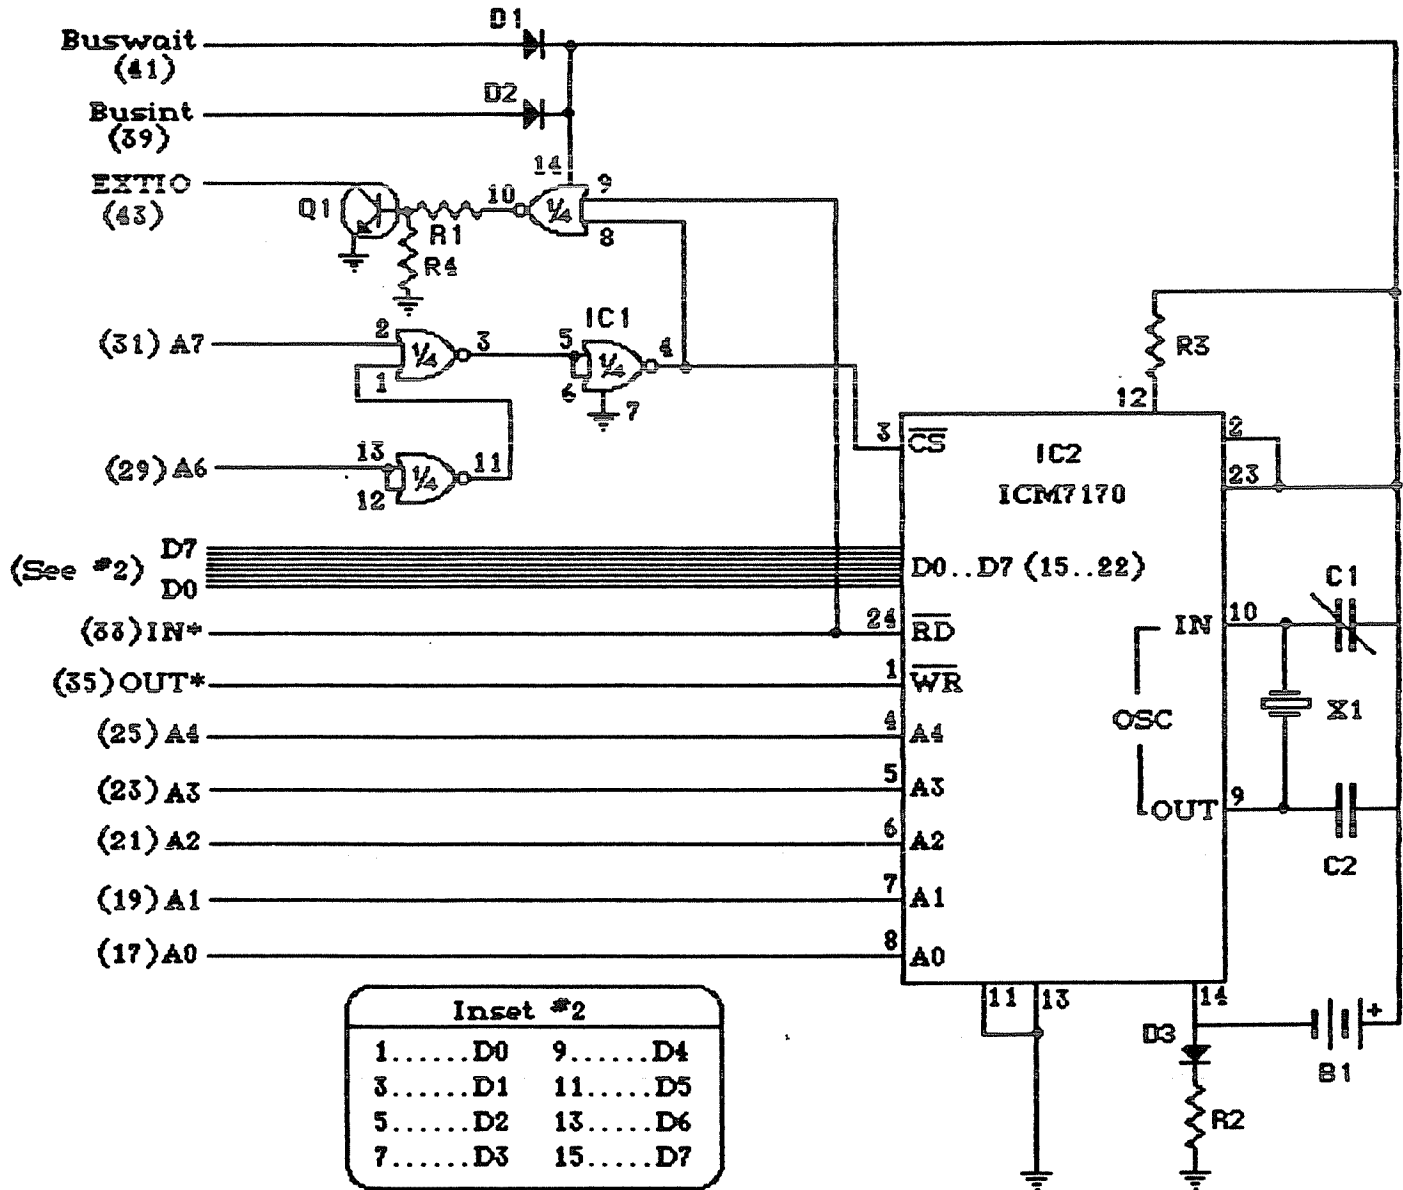 D1
Buswait
(41)
D2
Busint
(39)
14
EXTIO
(43)
Q1
10
1/4
9
8
R1
R4
IC1
(31) A7
2
1/4
3
1
5
1/4
4
6
7
R3
12
(29) A6
13
1/4
11
12
3
CS
IC2
ICM7170
2
23
(See #2)
D7
D0
D0..D7 (15..22)
(33) IN*
24
RD
(35) OUT*
1
WR
(25) A4
4
A4
(23) A3
5
A3
(21) A2
6
A2
(19) A1
7
A1
(17) A0
8
A0
IN
10
C1
OSC
X1
OUT
9
C2
11
13
14
D3
+
B1
R2
Inset #2
1......D0 9......D4
3......D1 11.....D5
5......D2 13.....D6
7......D3 15.....D7